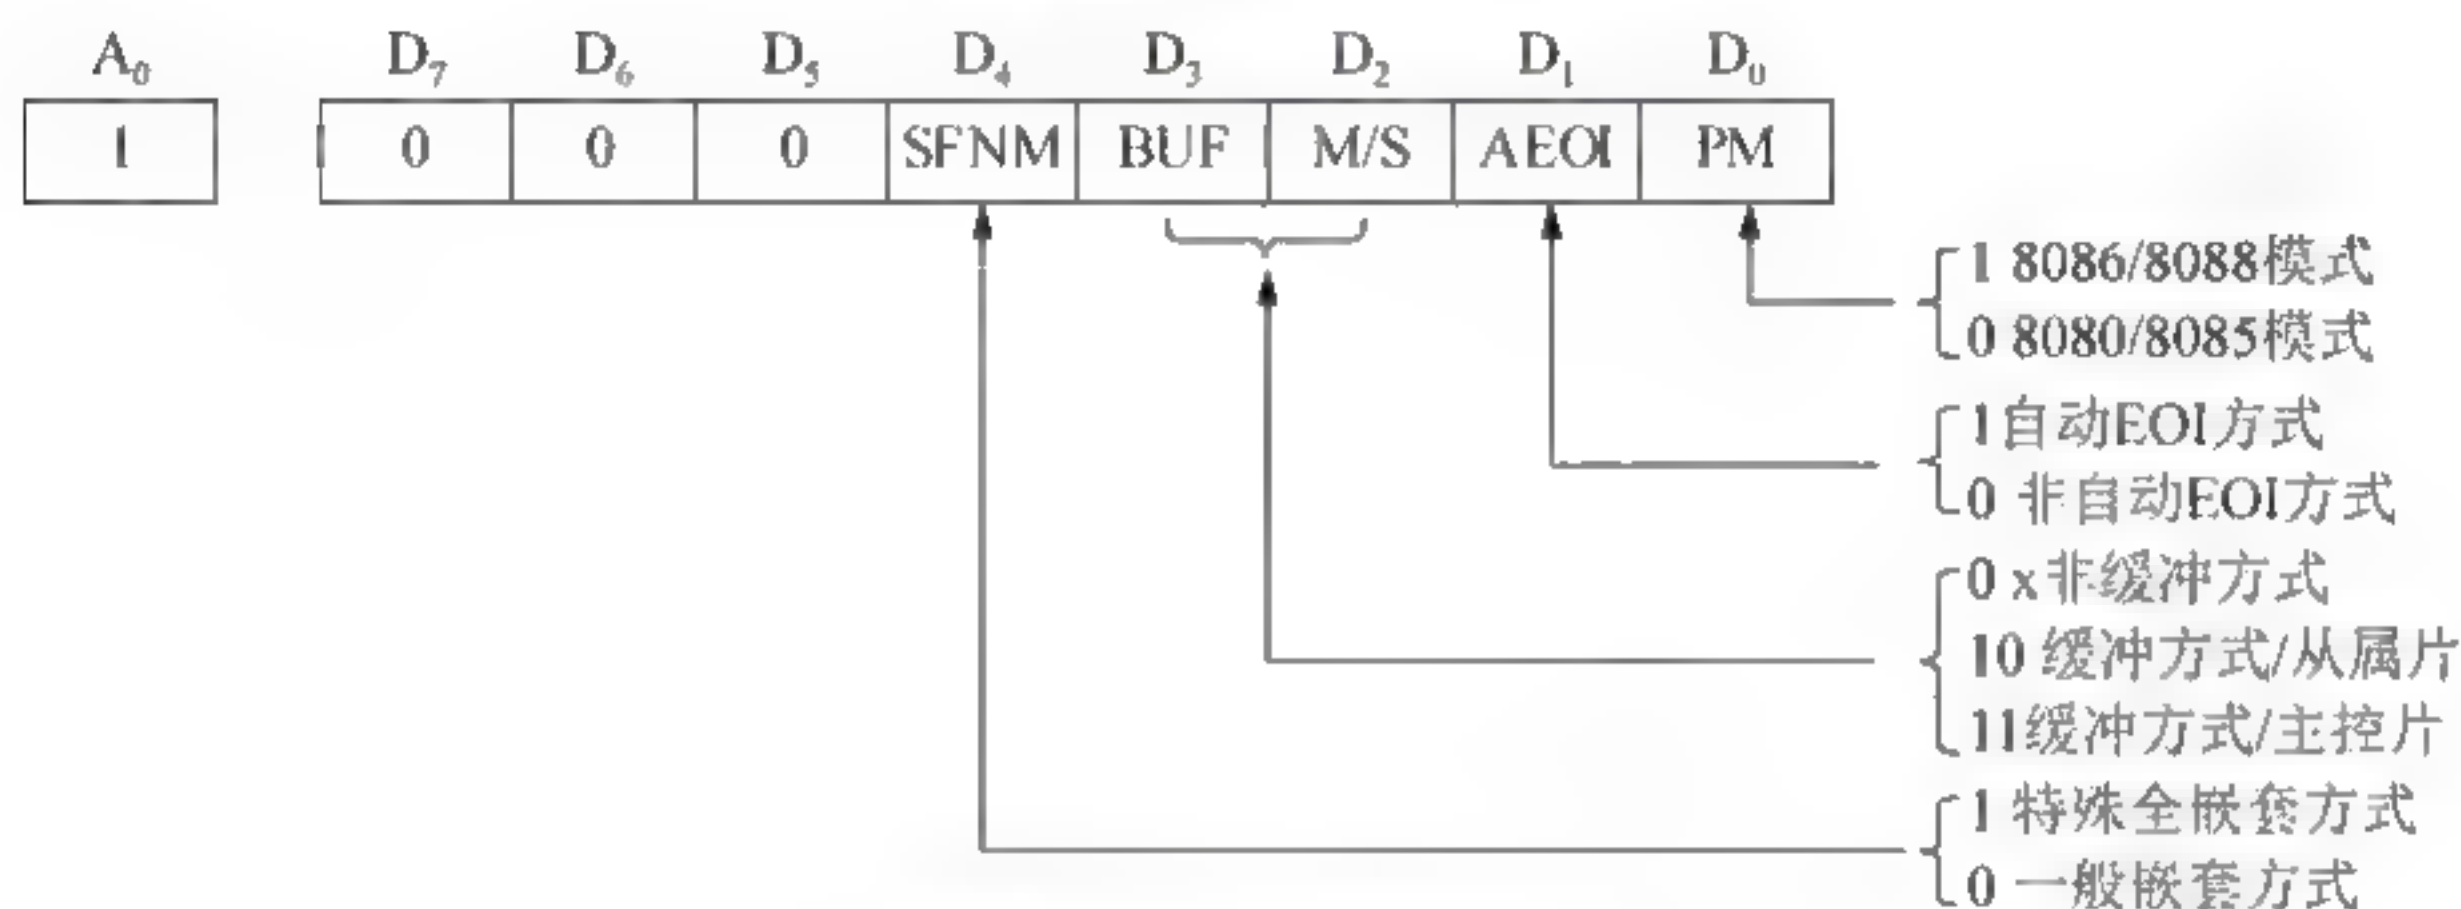 A₀ D₇ D₆ D₅ D₄ D₃ D₂ D₁ D₀
1 0 0 0 SFNM BUF M/S AEOI PM
1 8086/8088模式
0 8080/8085模式
1自动EOI方式
0 非自动EOI方式
0 x非缓冲方式
10 缓冲方式/从属片
11缓冲方式/主控片
1 特殊全嵌套方式
0 一般嵌套方式